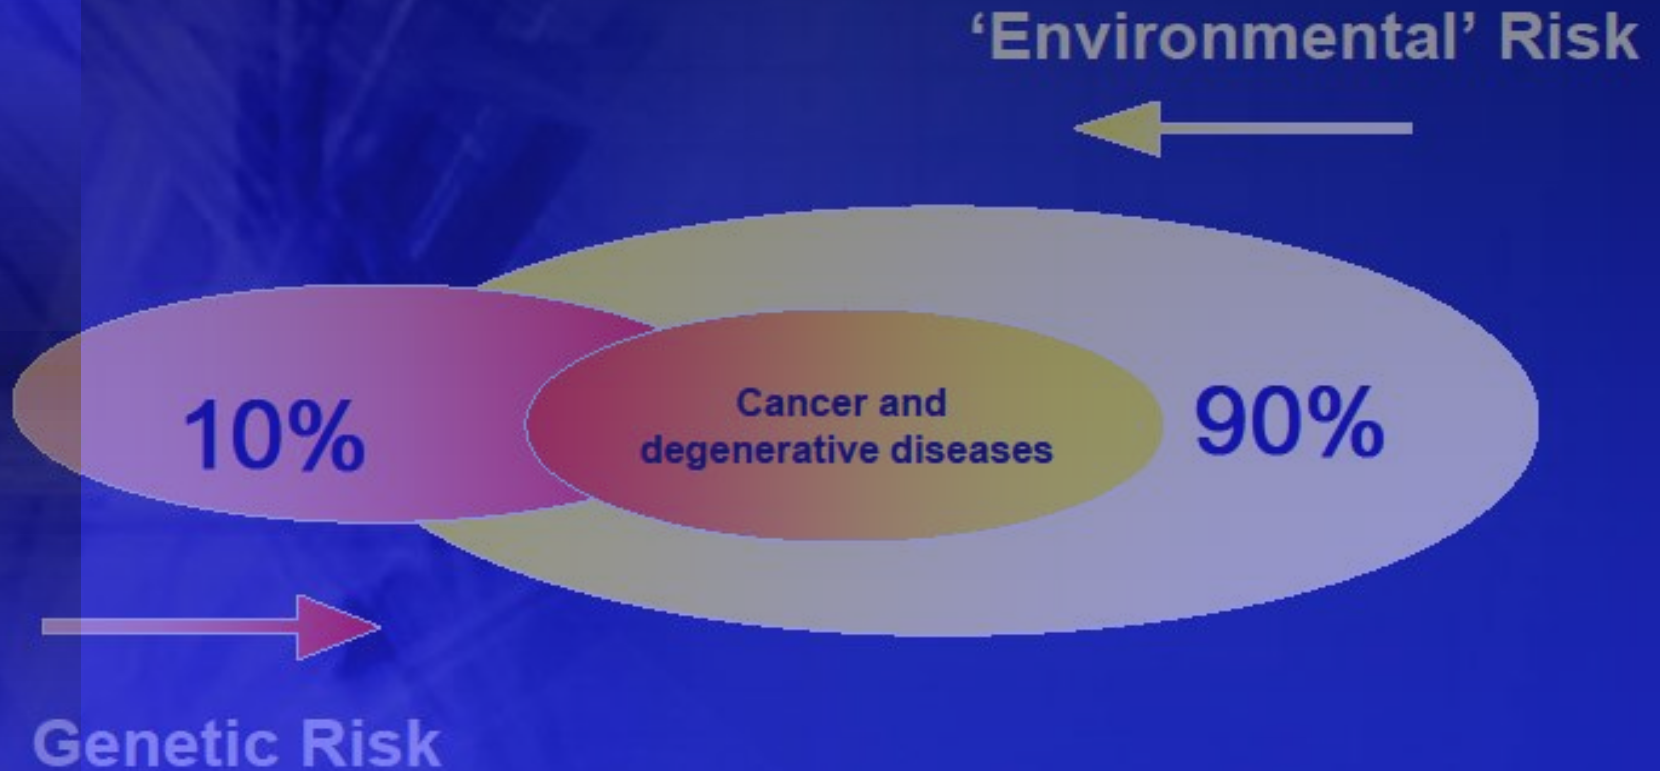 ‘Environmental’ Risk
10%
Cancer and
degenerative diseases
90%
Genetic Risk